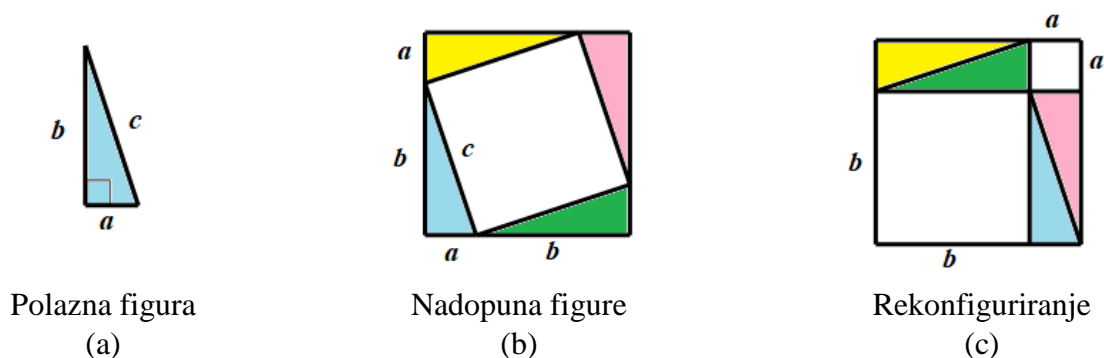 a
a
a
b
c
b
c
b
a
a
b
b
Polazna figura
Nadopuna figure
Rekonfiguriranje
(a)
(b)
(c)